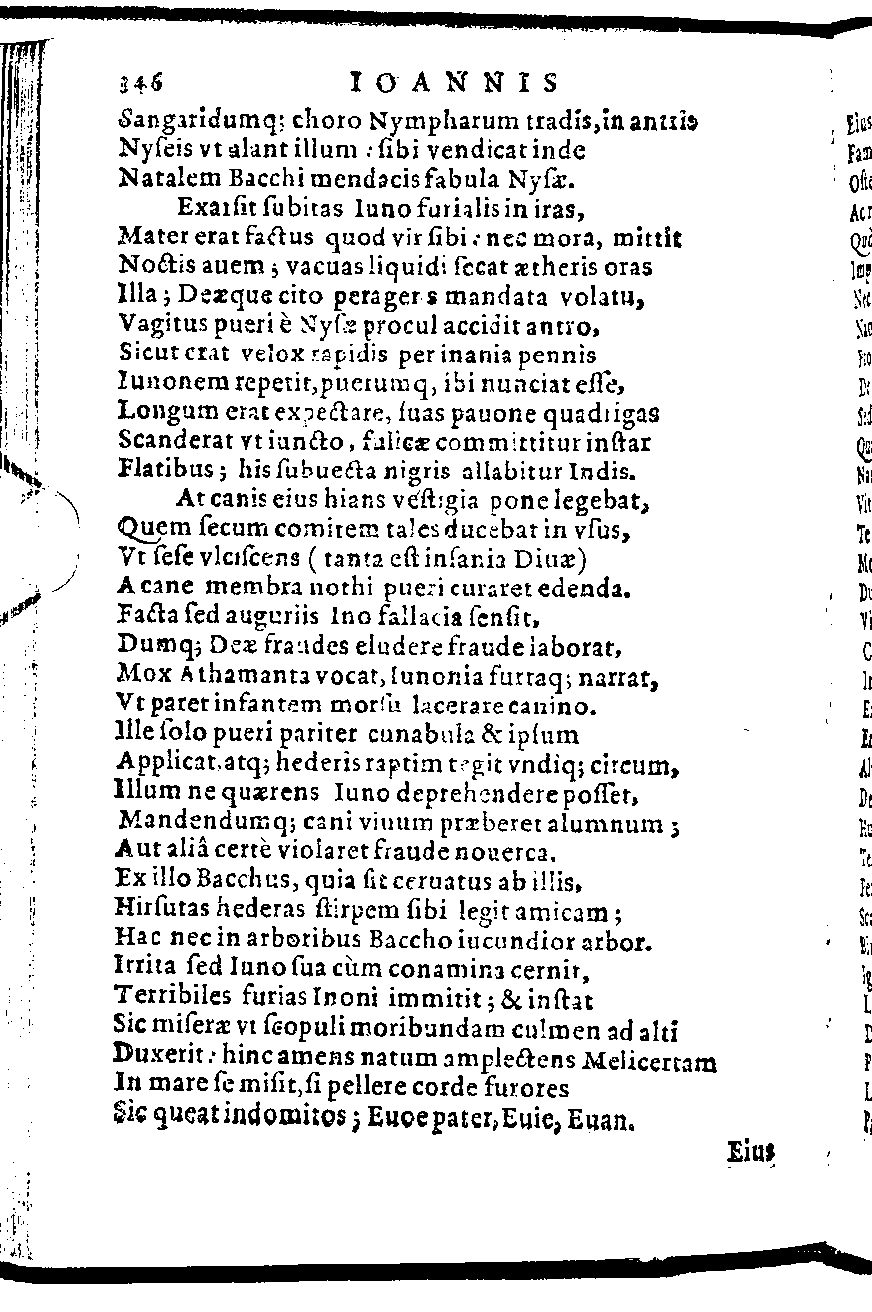 346 IOANNIS
Sangaridumq; choro Nympharum tradis, in antris
Nyſeis vt alant illum : ſibi vendicat inde
Natalem Bacchi mendacis fabula Nyſæ.
Exarſit ſubitas Iuno furialis in iras,
Mater erat factus quod vir ſibi : nec mora, mittit
Noctis auem ; vacuas liquidi ſecat ætheris oras
Illa ; Deæque cito peragens mandata volatu,
Vagitus pueri è Nyſæ procul accidit antro,
Sicut erat velox rapidis per inania pennis
Iunonem repetit, puerumq, ibi nunciat eſſe,
Longum erat expectare, ſuas pauone quadrigas
Scanderat vt iuncto, fulicæ committitur inſtar
Flatibus ; his ſubuecta nigris allabitur Indis.
At canis eius hians veſtigia pone legebat,
Quem ſecum comitem tales ducebat in vſus,
Vt ſeſe vlciſcens ( tanta eſt inſania Diuæ)
A cane membra nothi pueri curaret edenda.
Facta ſed auguriis Ino fallacia ſenſit,
Dumq; Deæ fraudes eludere fraude laborat,
Mox Athamanta vocat, Iunonia furtaq; narrat,
Vt paret infantem morſu lacerare canino.
Ille ſolo pueri pariter cunabula & ipſum
Applicat, atq; hederis raptim tegit vndiq; circum,
Illum ne quærens Iuno deprehendere poſſet,
Mandendumq; cani viuum præberet alumnum ;
Aut aliâ certè violaret fraude nouerca.
Ex illo Bacchus, quia ſit ceruatus ab illis,
Hirſutas hederas ſtirpem ſibi legit amicam ;
Hac nec in arboribus Baccho iucundior arbor.
Irrita ſed Iuno ſua cùm conamina cernit,
Terribiles furias Inoni immitit ; & inſtat
Sic miſeræ vt ſcopuli moribundam culmen ad alti
Duxerit : hinc amens natum amplectens Melicertam
In mare ſe miſit, ſi pellere corde furores
Sic queat indomitos ; Euoe pater, Euie, Euan.
Eius